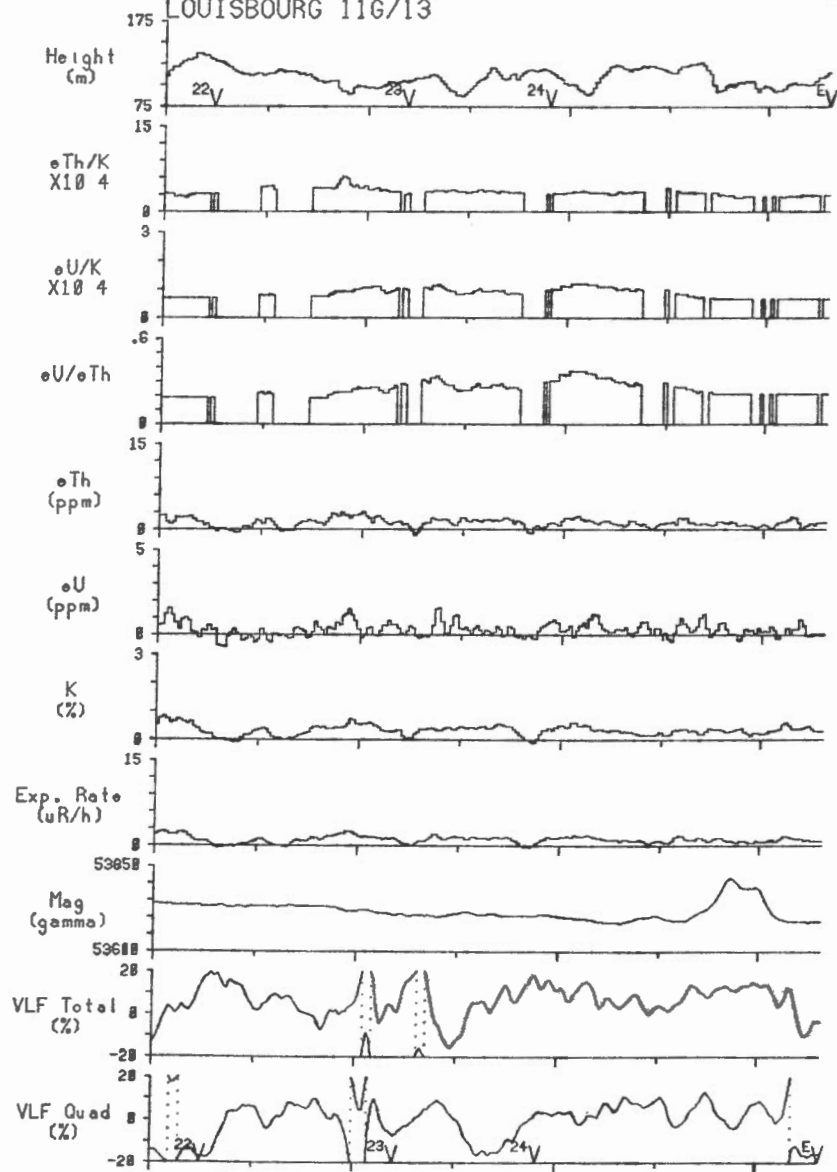 LOUISBOURG 11G/13
175
Height
(m)
75
22
23
24
E
15
eTh/K
X10 4
0
3
eU/K
X10 4
0
.6
eU/eTh
0
15
eTh
(ppm)
0
5
eU
(ppm)
0
3
K
(%)
0
15
Exp. Rate
(uR/h)
0
53850
Mag
(gamma)
53600
20
VLF Total
0
(%)
-20
20
VLF Quad
0
(%)
-20
22
23
24
E